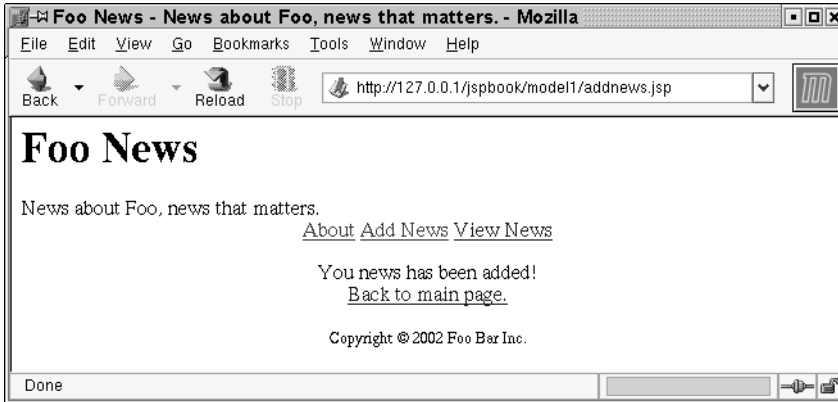 Foo News - News about Foo, news that matters. - Mozilla
File Edit View Go Bookmarks Tools Window Help
Back Forward Reload Stop http://127.0.0.1/jspbook/model1/addnews.jsp
Foo News
News about Foo, news that matters.
About Add News View News
You news has been added!
Back to main page.
Copyright © 2002 Foo Bar Inc.
Done